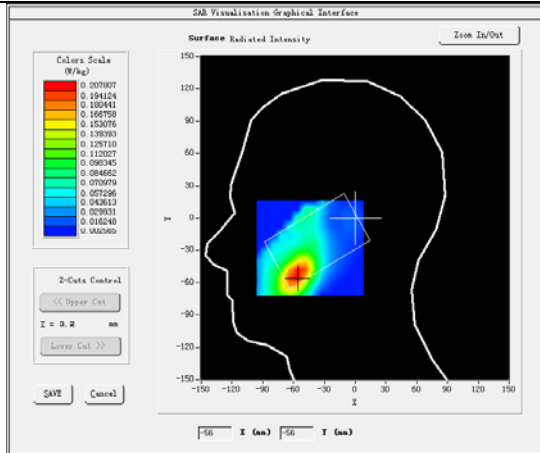 SAR Visualisation Graphical Interface
Surface Radiated Intensity
Zoom In/Out
Colors Scale
(W/kg)
0.207807
0.194124
0.180441
0.166758
0.153076
0.139393
0.125710
0.112027
0.098345
0.084662
0.070979
0.057296
0.043613
0.029931
0.016248
0.002565
Z-Cuts Control
<< Upper Cut
Z = 0.2 mm
Lower Cut >>
SAVE Cancel
150
120
90
60
30
0
-30
-60
-90
-120
-150
Y
-150 -120 -90 -60 -30 0 30 60 90 120 150
X
-56 X (mm) -56 Y (mm)